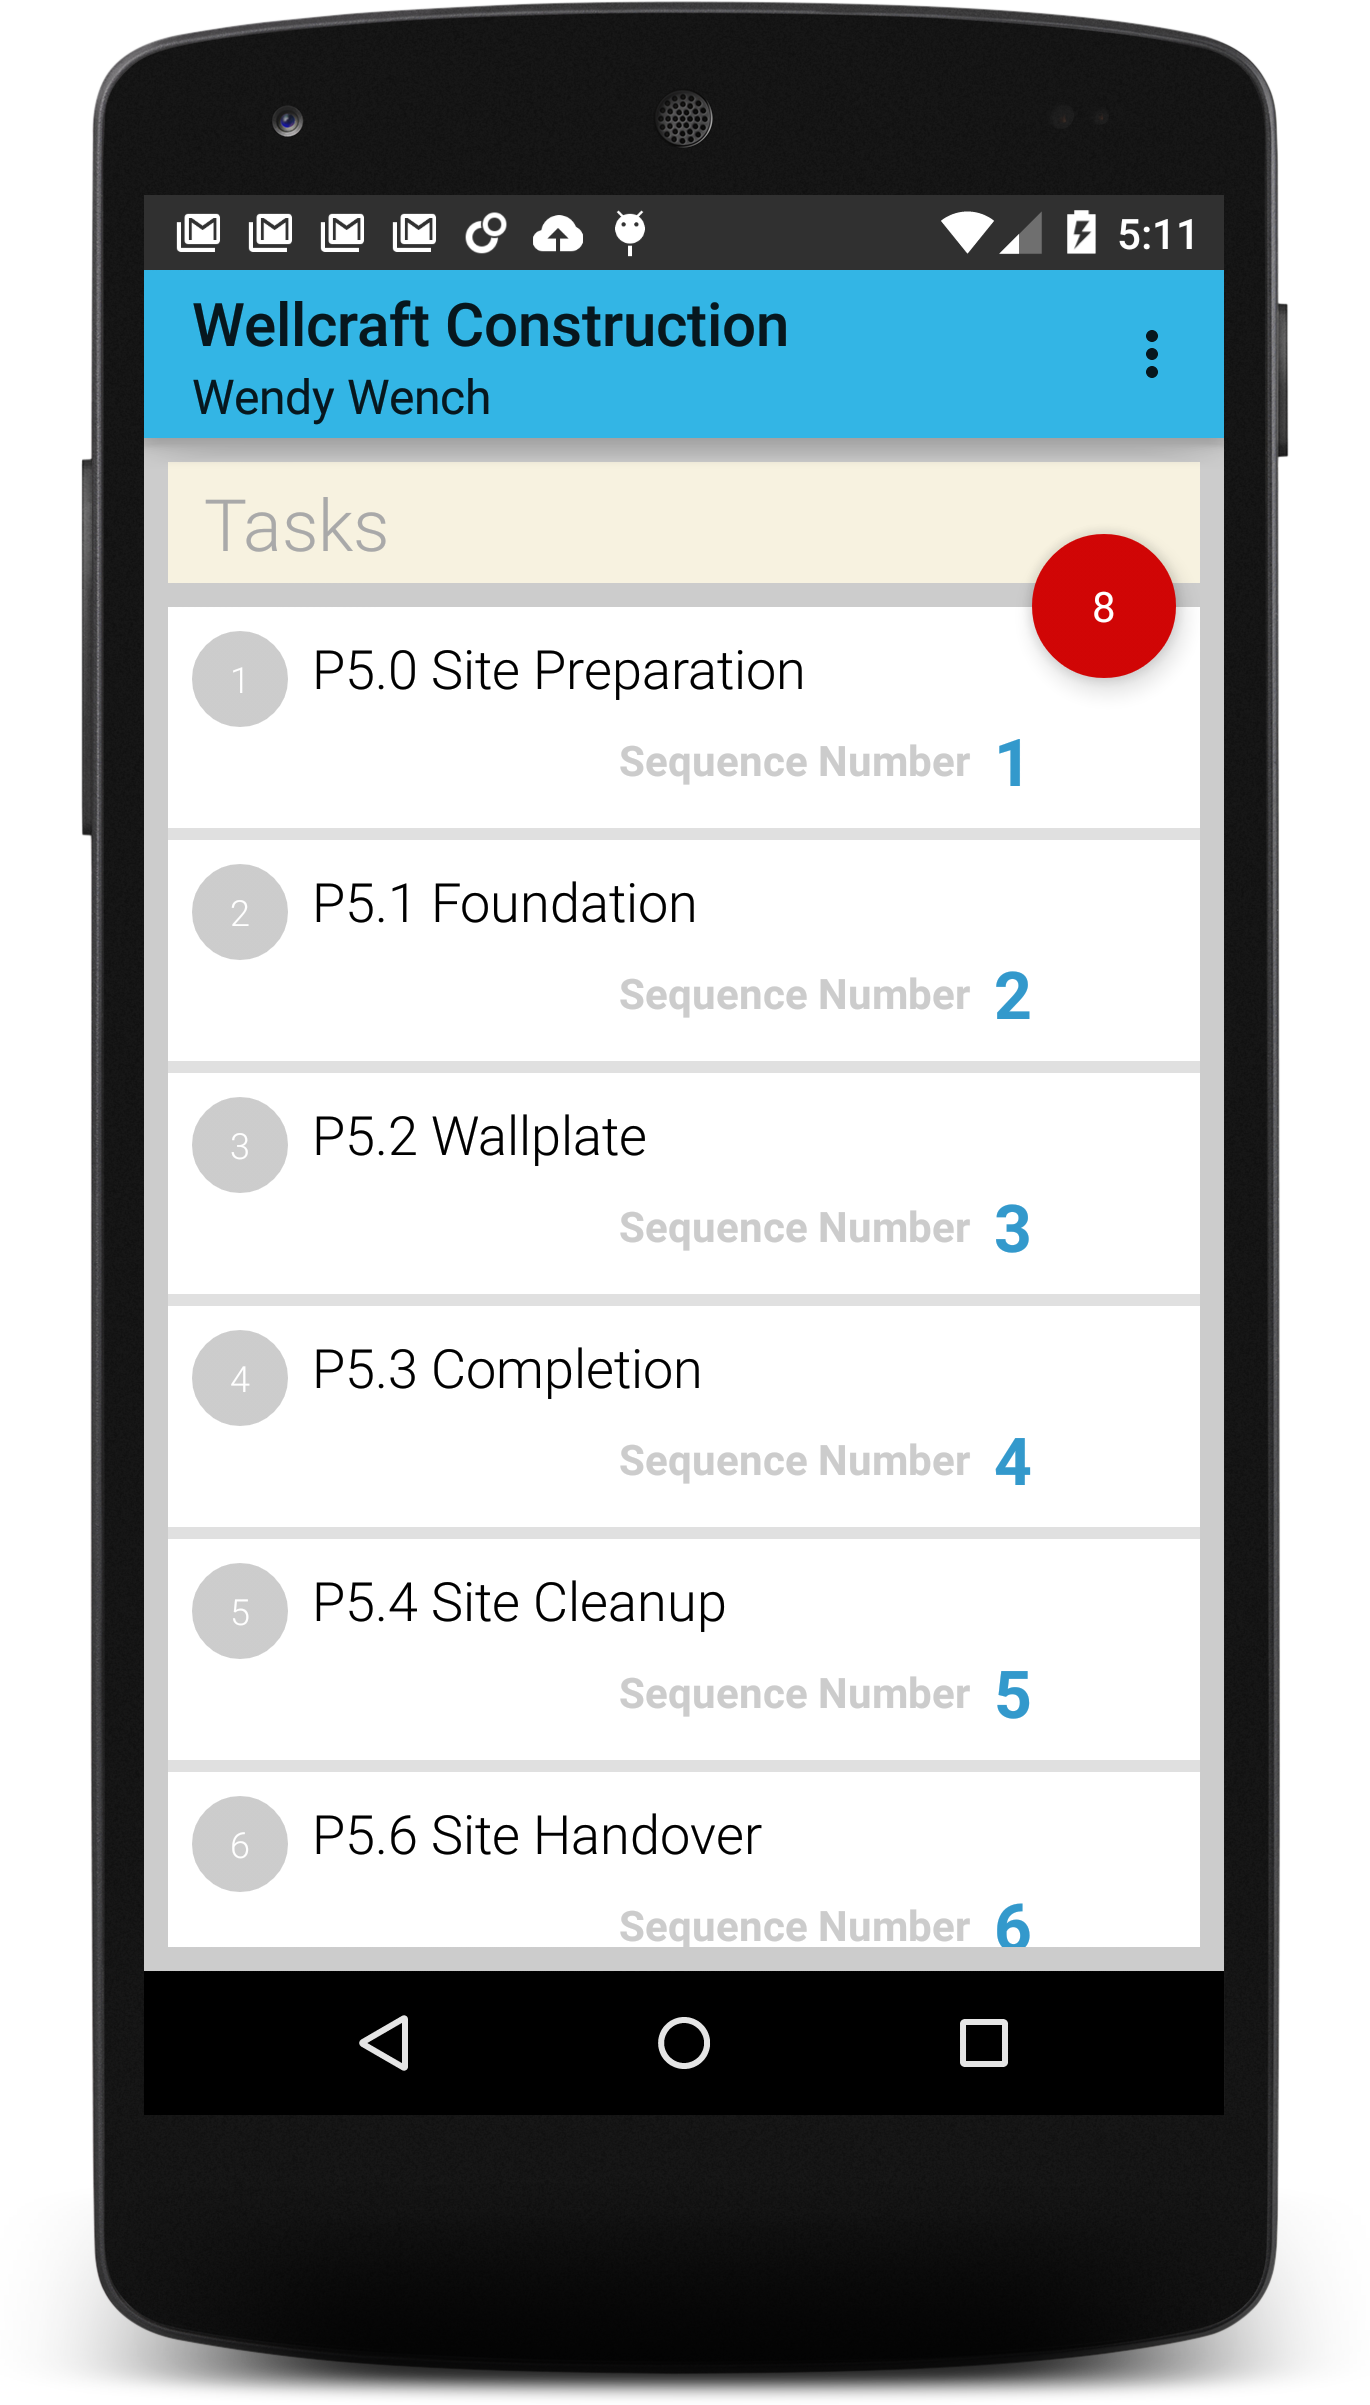 5:11
Wellcraft Construction
Wendy Wench
Tasks
8
1 P5.0 Site Preparation
Sequence Number 1
2 P5.1 Foundation
Sequence Number 2
3 P5.2 Wallplate
Sequence Number 3
4 P5.3 Completion
Sequence Number 4
5 P5.4 Site Cleanup
Sequence Number 5
6 P5.6 Site Handover
Sequence Number 6